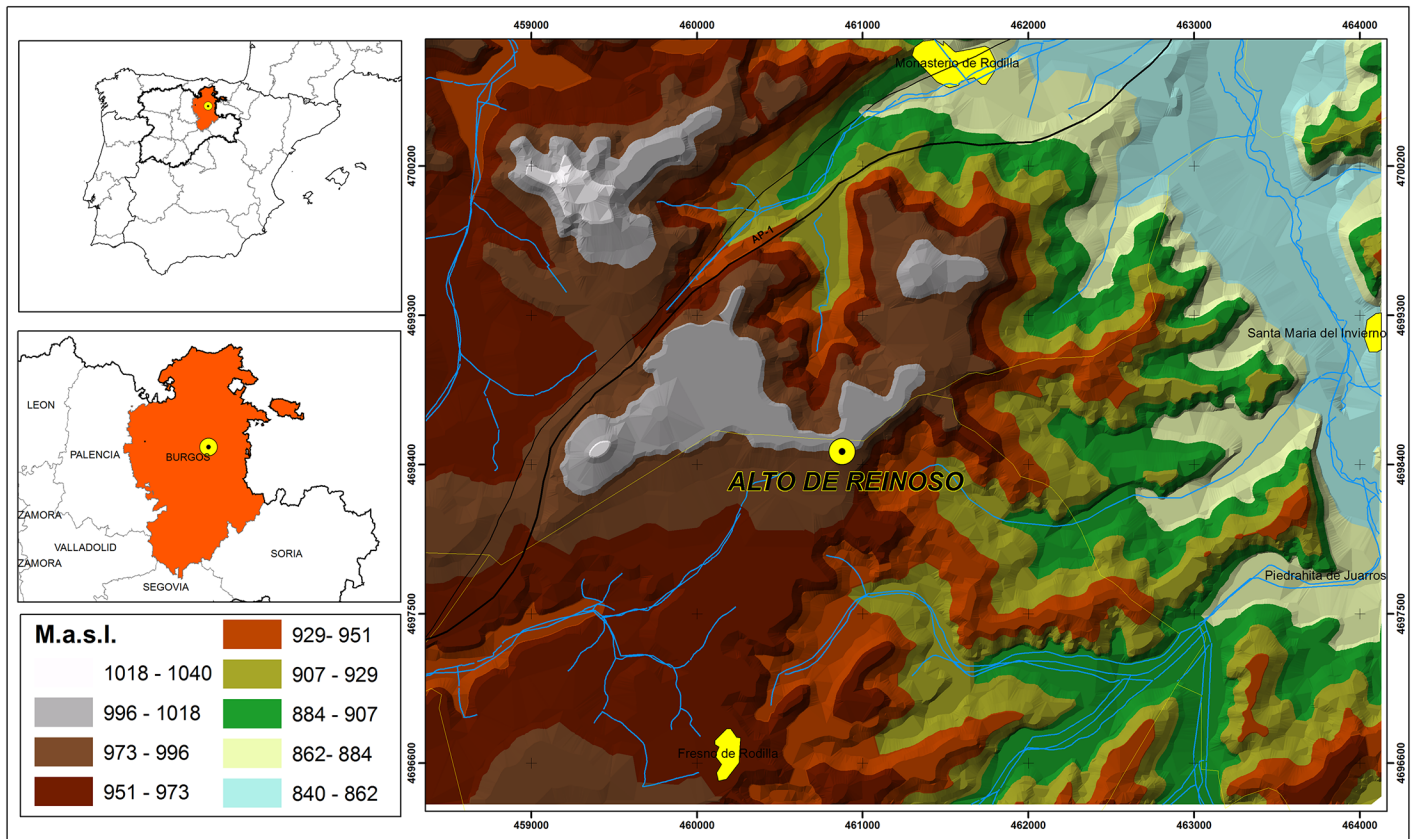 459000 460000 461000 462000 463000 464000
Monasterio de Rodilla
4700200 4700200
AP-1
4699300 4699300
Santa Maria del Invierno
LEON
PALENCIA
BURGOS
4698400 4698400
ALTO DE REINOSO
ZAMORA
VALLADOLID
ZAMORA
SORIA
SEGOVIA
Piedrahita de Juarros
4697500 4697500
M.a.s.l.
1018 - 1040
996 - 1018
973 - 996
951 - 973
929- 951
907 - 929
884 - 907
862- 884
840 - 862
Fresno de Rodilla
4696600 4696600
459000 460000 461000 462000 463000 464000